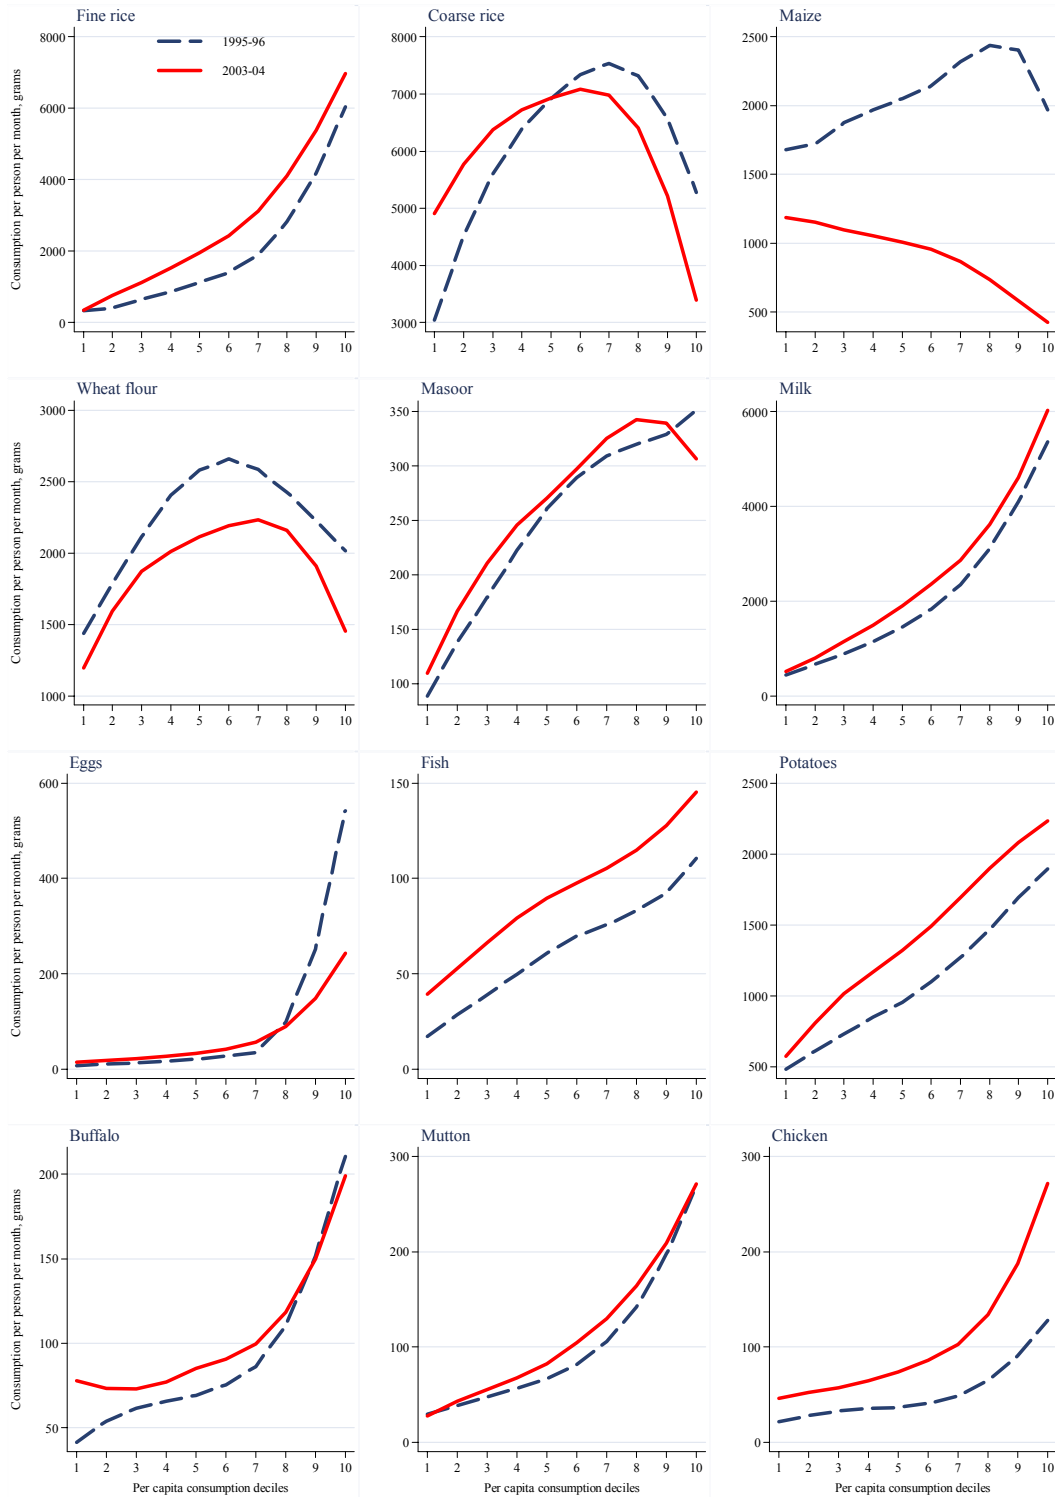 Fine rice
Coarse rice
Maize
1995-96
2003-04
Consumption per person per month, grams
8000
6000
4000
2000
0
1 2 3 4 5 6 7 8 9 10
8000
7000
6000
5000
4000
3000
1 2 3 4 5 6 7 8 9 10
2500
2000
1500
1000
500
1 2 3 4 5 6 7 8 9 10
Wheat flour
Masoor
Milk
Consumption per person per month, grams
3000
2500
2000
1500
1000
1 2 3 4 5 6 7 8 9 10
350
300
250
200
150
100
1 2 3 4 5 6 7 8 9 10
6000
4000
2000
0
1 2 3 4 5 6 7 8 9 10
Eggs
Fish
Potatoes
Consumption per person per month, grams
600
400
200
0
1 2 3 4 5 6 7 8 9 10
150
100
50
0
1 2 3 4 5 6 7 8 9 10
2500
2000
1500
1000
500
1 2 3 4 5 6 7 8 9 10
Buffalo
Mutton
Chicken
Consumption per person per month, grams
200
150
100
50
1 2 3 4 5 6 7 8 9 10
Per capita consumption deciles
300
200
100
0
1 2 3 4 5 6 7 8 9 10
Per capita consumption deciles
300
200
100
0
1 2 3 4 5 6 7 8 9 10
Per capita consumption deciles